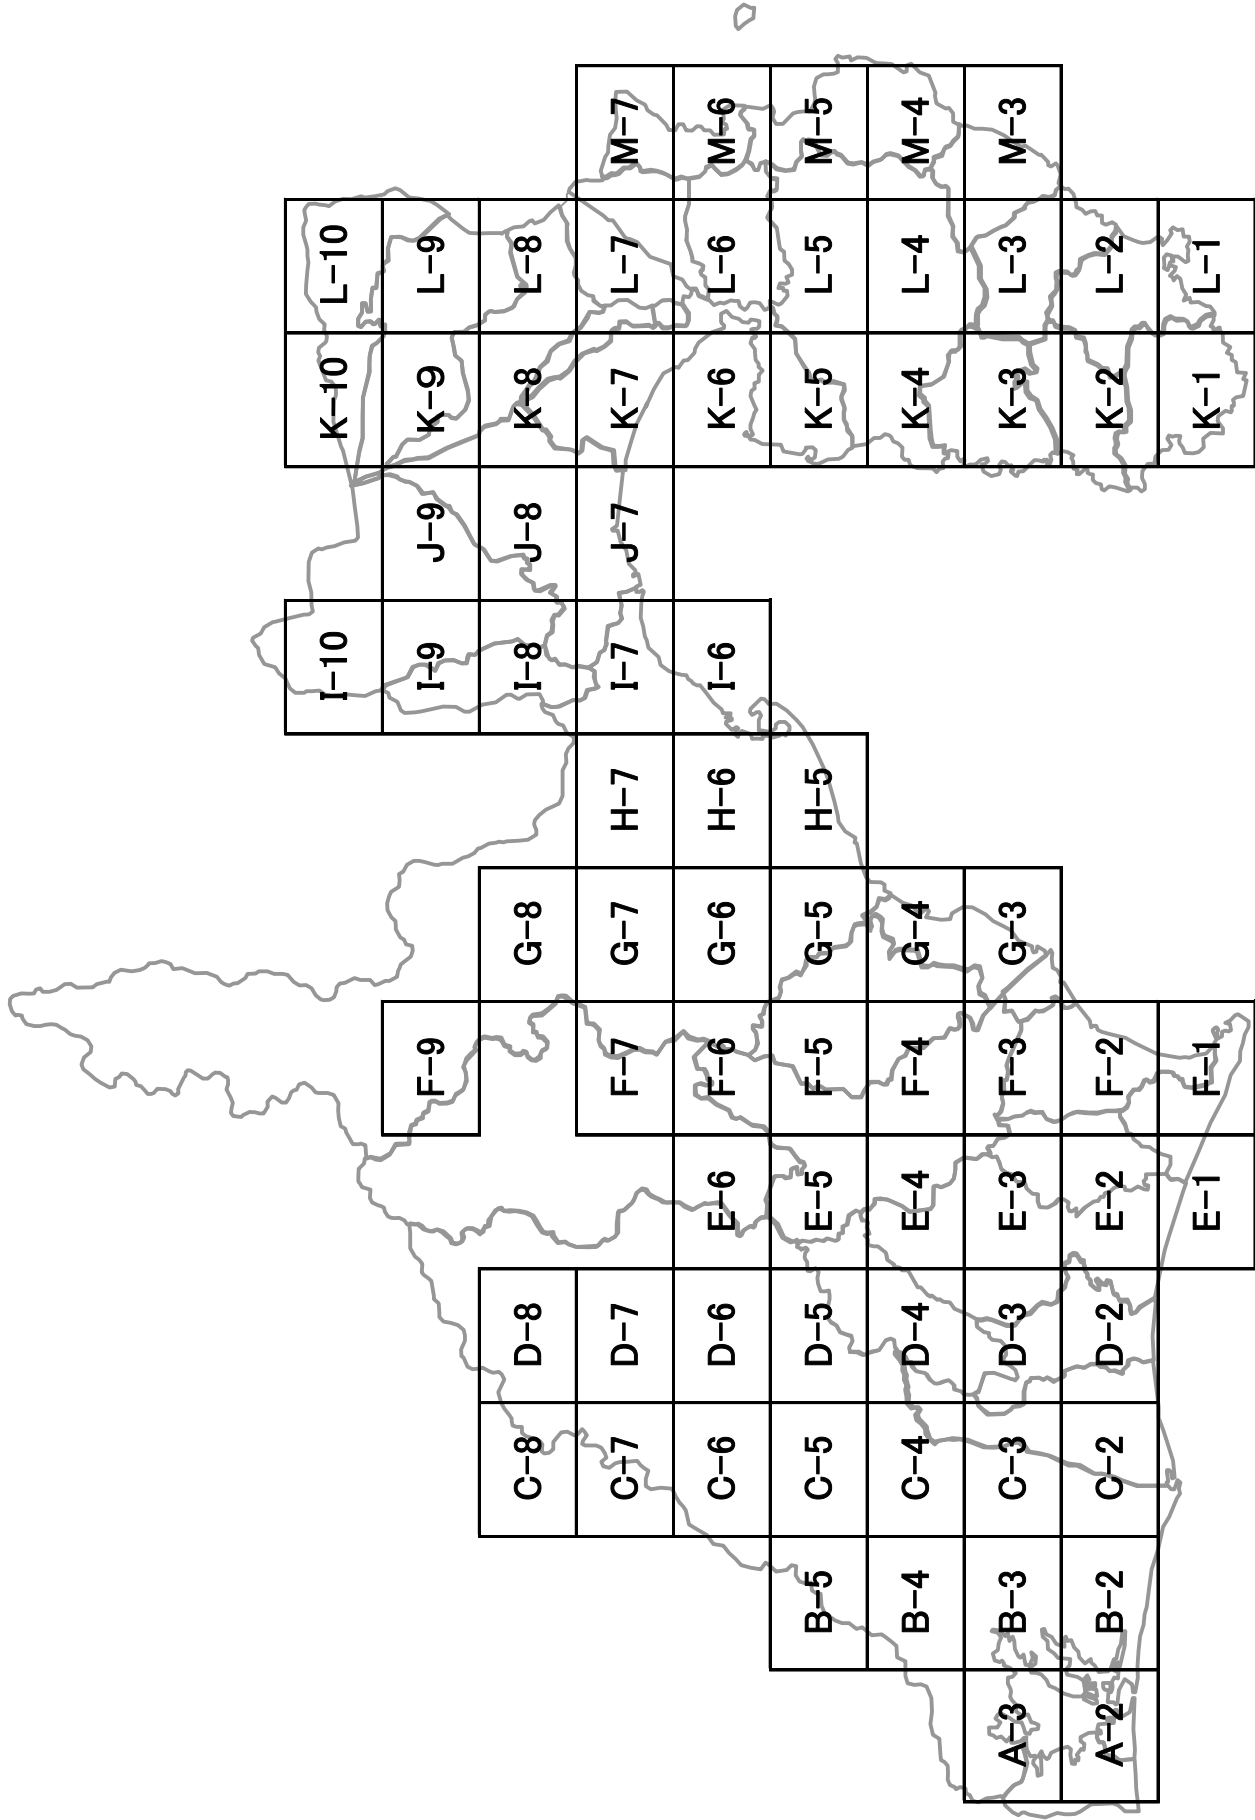 I-10 K-10 L-10
F-9 I-9 J-9 K-9 L-9
C-8 D-8 G-8 I-8 J-8 K-8 L-8
C-7 D-7 F-7 G-7 H-7 I-7 J-7 K-7 L-7 M-7
C-6 D-6 E-6 F-6 G-6 H-6 I-6 K-6 L-6 M-6
B-5 C-5 D-5 E-5 F-5 G-5 H-5 K-5 L-5 M-5
B-4 C-4 D-4 E-4 F-4 G-4 K-4 L-4 M-4
A-3 B-3 C-3 D-3 E-3 F-3 G-3 K-3 L-3 M-3
A-2 B-2 C-2 D-2 E-2 F-2 K-2 L-2
E-1 F-1 K-1 L-1